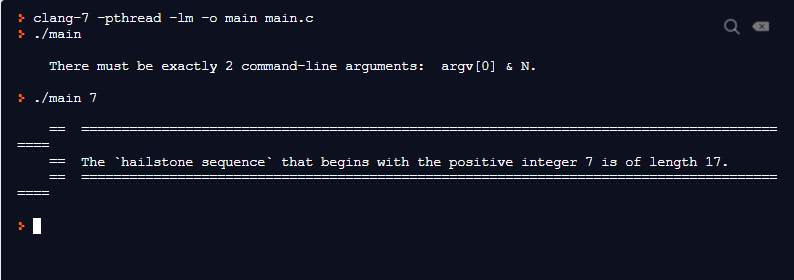 > clang-7 -pthread -lm -o main main.c
> ./main
There must be exactly 2 command-line arguments:  argv[0] & N.
> ./main 7
==  =======================================================================================
====
==  The `hailstone sequence` that begins with the positive integer 7 is of length 17.
==  =======================================================================================
====
>